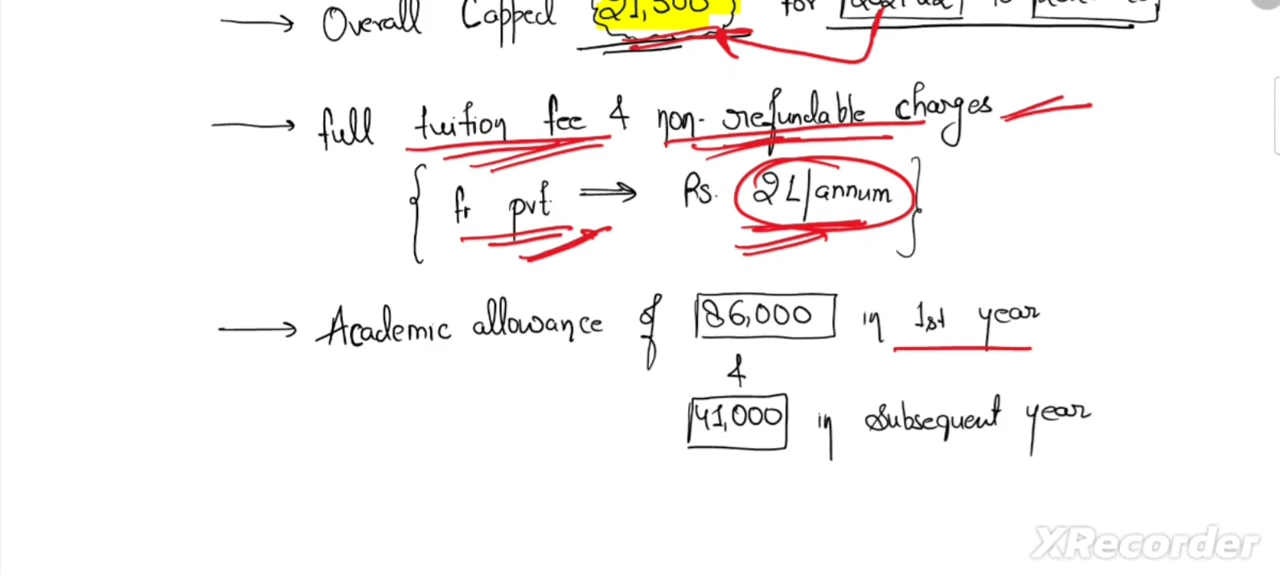 → Overall Capped 21,500 for
→ full tuition fee & non-refundable charges
{ fr pvt ⇒ Rs. 2L/annum }
→ Academic allowance of 86,000 in 1st year
&
41,000 in subsequent year
XRecorder